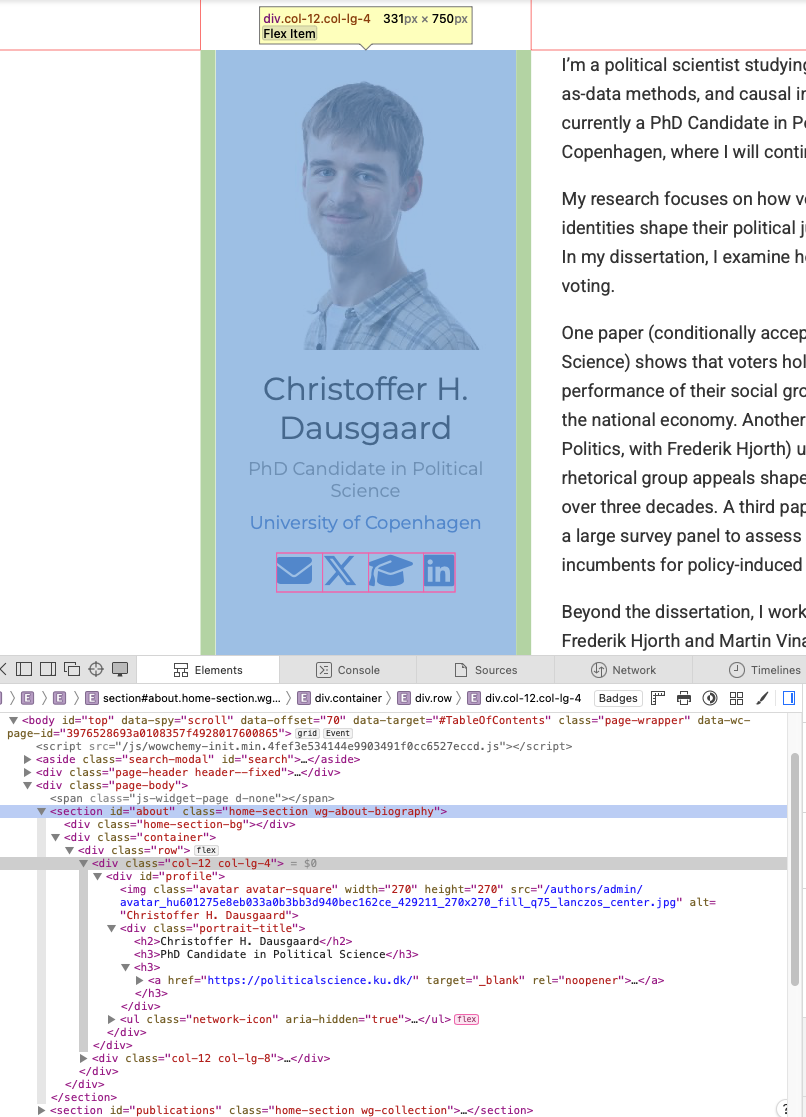 div.col-12.col-lg-4 331px × 750px
Flex Item
Christoffer H.
Dausgaard
PhD Candidate in Political
Science
University of Copenhagen
I'm a political scientist studying
as-data methods, and causal in
currently a PhD Candidate in Po
Copenhagen, where I will contin
My research focuses on how vo
identities shape their political ju
In my dissertation, I examine ho
voting.
One paper (conditionally accep
Science) shows that voters hol
performance of their social gro
the national economy. Another
Politics, with Frederik Hjorth) u
rhetorical group appeals shape
over three decades. A third pap
a large survey panel to assess
incumbents for policy-induced
Beyond the dissertation, I work
Frederik Hjorth and Martin Vina
Elements Console Sources Network Timelines
E E E section#about.home-section.wg... E div.container E div.row E div.col-12.col-lg-4 Badges
<body id="top" data-spy="scroll" data-offset="70" data-target="#TableOfContents" class="page-wrapper" data-wc-
page-id="3976528693a0108357f4928017600865"> grid Event
<script src="/js/wowchemy-init.min.4fef3e534144e9903491f0cc6527eccd.js"></script>
<aside class="search-modal" id="search">…</aside>
<div class="page-header header--fixed">…</div>
<div class="page-body">
<span class="js-widget-page d-none"></span>
<section id="about" class="home-section wg-about-biography">
<div class="home-section-bg"></div>
<div class="container">
<div class="row"> flex
<div class="col-12 col-lg-4"> = $0
<div id="profile">
<img class="avatar avatar-square" width="270" height="270" src="/authors/admin/
avatar_hu601275e8eb033a0b3bb3d940bec162ce_429211_270x270_fill_q75_lanczos_center.jpg" alt=
"Christoffer H. Dausgaard">
<div class="portrait-title">
<h2>Christoffer H. Dausgaard</h2>
<h3>PhD Candidate in Political Science</h3>
<h3>
<a href="https://politicalscience.ku.dk/" target="_blank" rel="noopener">…</a>
</h3>
</div>
<ul class="network-icon" aria-hidden="true">…</ul> flex
</div>
</div>
<div class="col-12 col-lg-8">…</div>
</div>
</div>
</section>
<section id="publications" class="home-section wg-collection">…</section>
?